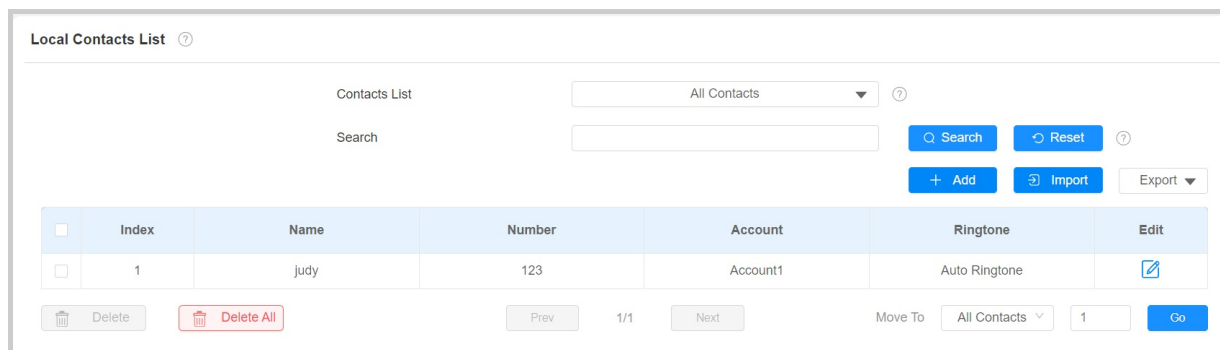 Local Contacts List ?
Contacts List All Contacts ?
Search Search Reset ?
+ Add Import Export
Index Name Number Account Ringtone Edit
1 judy 123 Account1 Auto Ringtone
Delete Delete All Prev 1/1 Next Move To All Contacts 1 Go